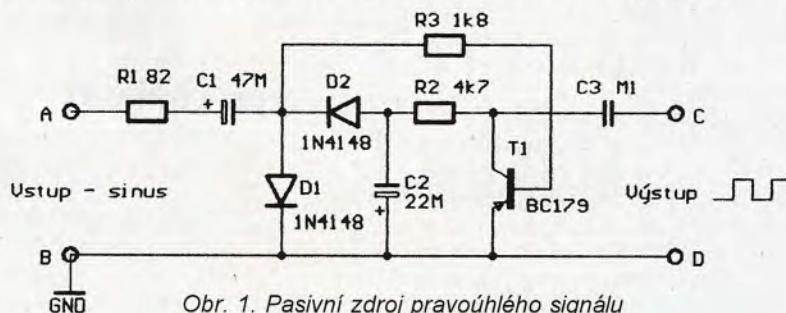 R3 1k8
R1 82
C1 47M
D2
R2 4k7
C3 M1
A
+
1N4148
T1
C
Vstup - sinus
D1
1N4148
C2
22M
+
BC179
Výstup
B
D
GND
Obr. 1. Pasivní zdroj pravoúhlého signálu